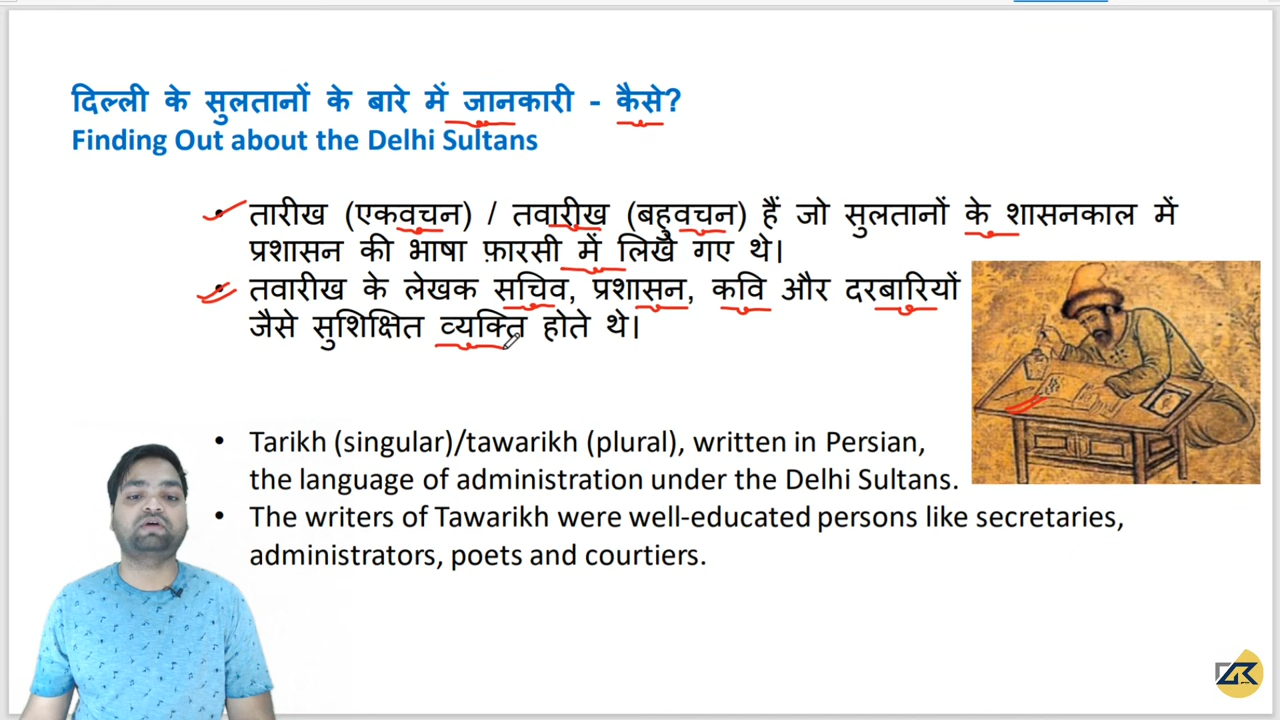 दिल्ली के सुलतानों के बारे में जानकारी - कैसे?
Finding Out about the Delhi Sultans
• तारीख (एकवचन) / तवारीख (बहुवचन) हैं जो सुलतानों के शासनकाल में
प्रशासन की भाषा फ़ारसी में लिखे गए थे।
• तवारीख के लेखक सचिव, प्रशासन, कवि और दरबारियों
जैसे सुशिक्षित व्यक्ति होते थे।
• Tarikh (singular)/tawarikh (plural), written in Persian,
the language of administration under the Delhi Sultans.
• The writers of Tawarikh were well-educated persons like secretaries,
administrators, poets and courtiers.